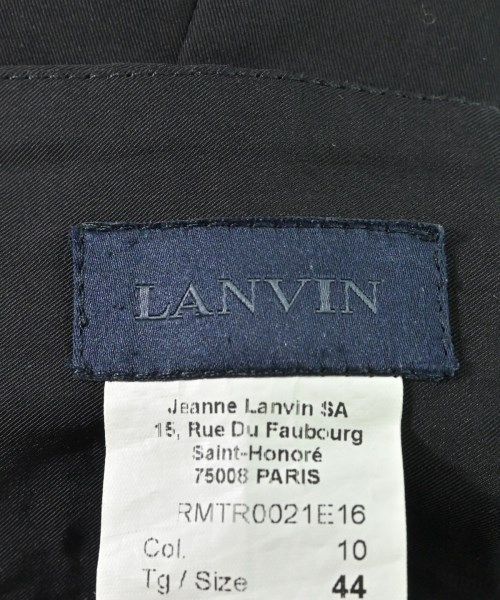 LANVIN
Jeanne Lanvin SA
15, Rue Du Faubourg
Saint-Honoré
75008 PARIS
RMTR0021E16
Col. 10
Tg / Size 44